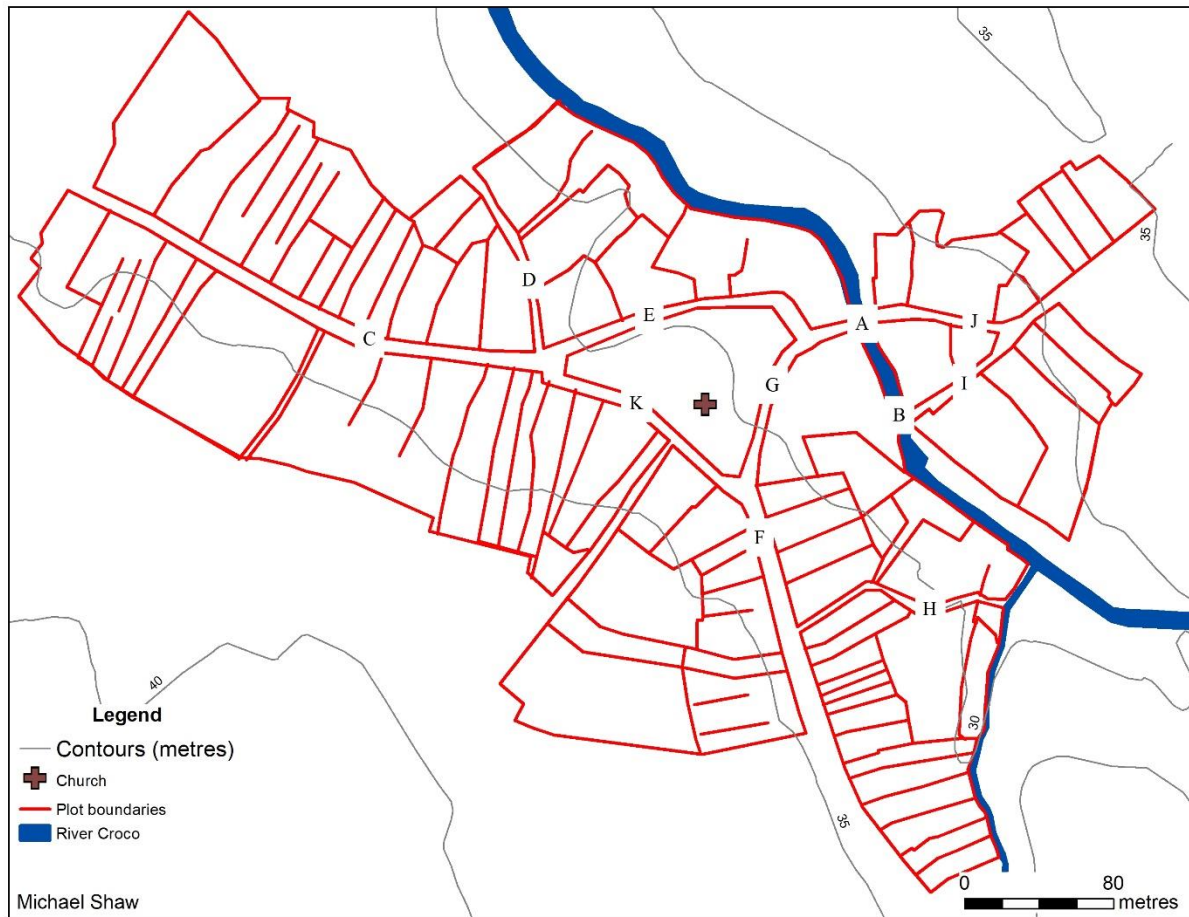 35
35
A
J
D
E
C
I
G
K
B
F
H
40
30
35
Legend
Contours (metres)
Church
Plot boundaries
River Croco
Michael Shaw
0 80
metres